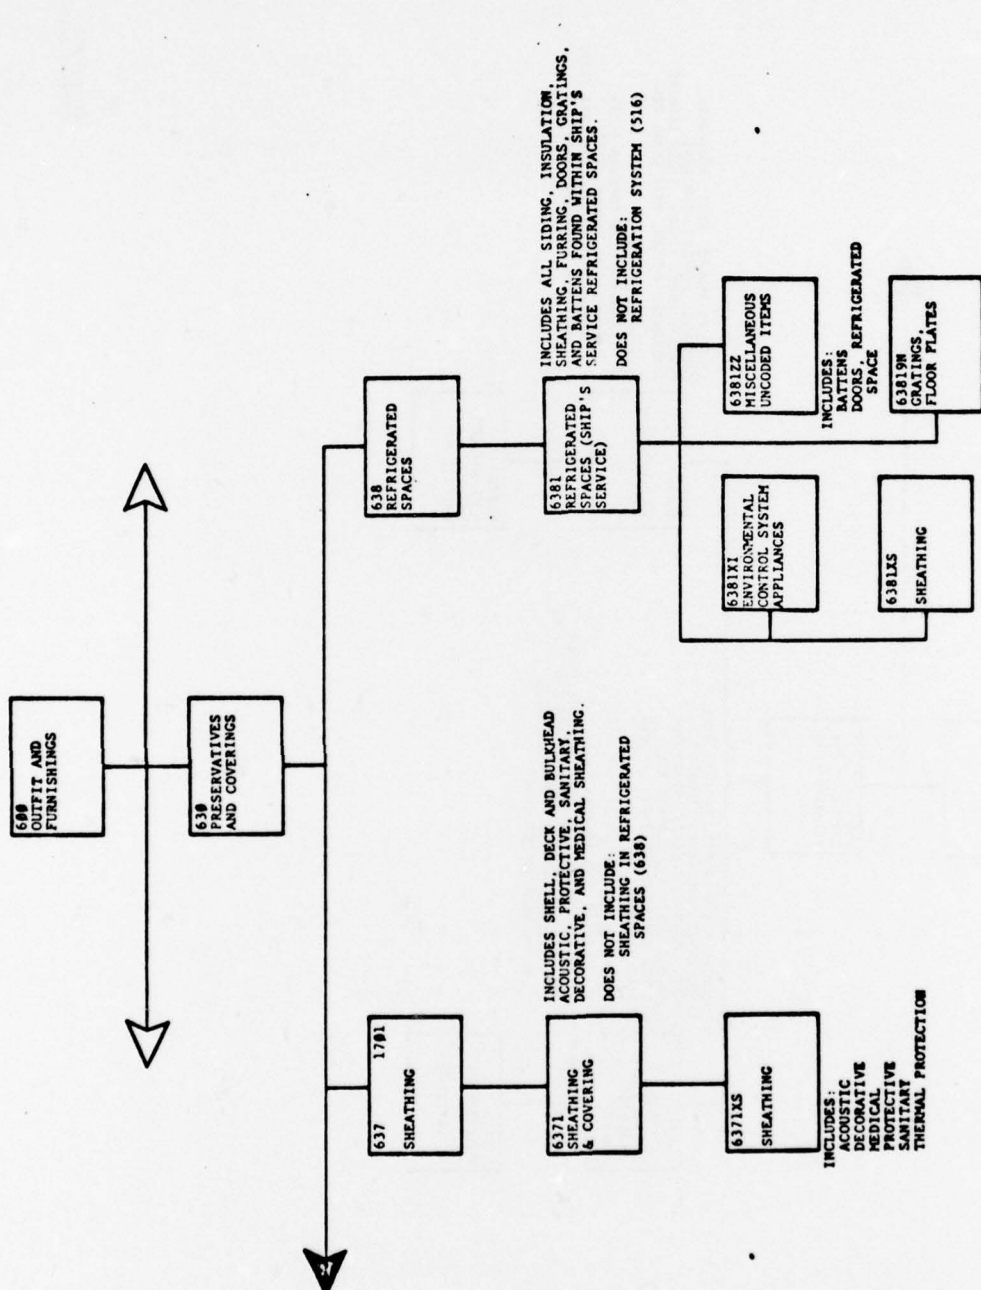 600
OUTFIT AND
FURNISHINGS
630
PRESERVATIVES
AND COVERINGS
637 1701
SHEATHING
638
REFRIGERATED
SPACES
6371
SHEATHING
& COVERING
INCLUDES SHELL, DECK AND BULKHEAD
ACOUSTIC, PROTECTIVE, SANITARY,
DECORATIVE, AND MEDICAL SHEATHING.
DOES NOT INCLUDE:
SHEATHING IN REFRIGERATED
SPACES (638)
6381
REFRIGERATED
SPACES (SHIP'S
SERVICE)
INCLUDES ALL SIDING, INSULATION,
SHEATHING, FURRING, DOORS, GRATINGS,
AND BATTENS FOUND WITHIN SHIP'S
SERVICE REFRIGERATED SPACES.
DOES NOT INCLUDE:
REFRIGERATION SYSTEM (516)
6371XS
SHEATHING
INCLUDES:
ACOUSTIC
DECORATIVE
MEDICAL
PROTECTIVE
SANITARY
THERMAL PROTECTION
6381XI
ENVIRONMENTAL
CONTROL SYSTEM
APPLIANCES
6381ZZ
MISCELLANEOUS
UNCODED ITEMS
INCLUDES:
BATTENS
DOORS, REFRIGERATED
SPACE
6381XS
SHEATHING
63819N
GRATINGS,
FLOOR PLATES